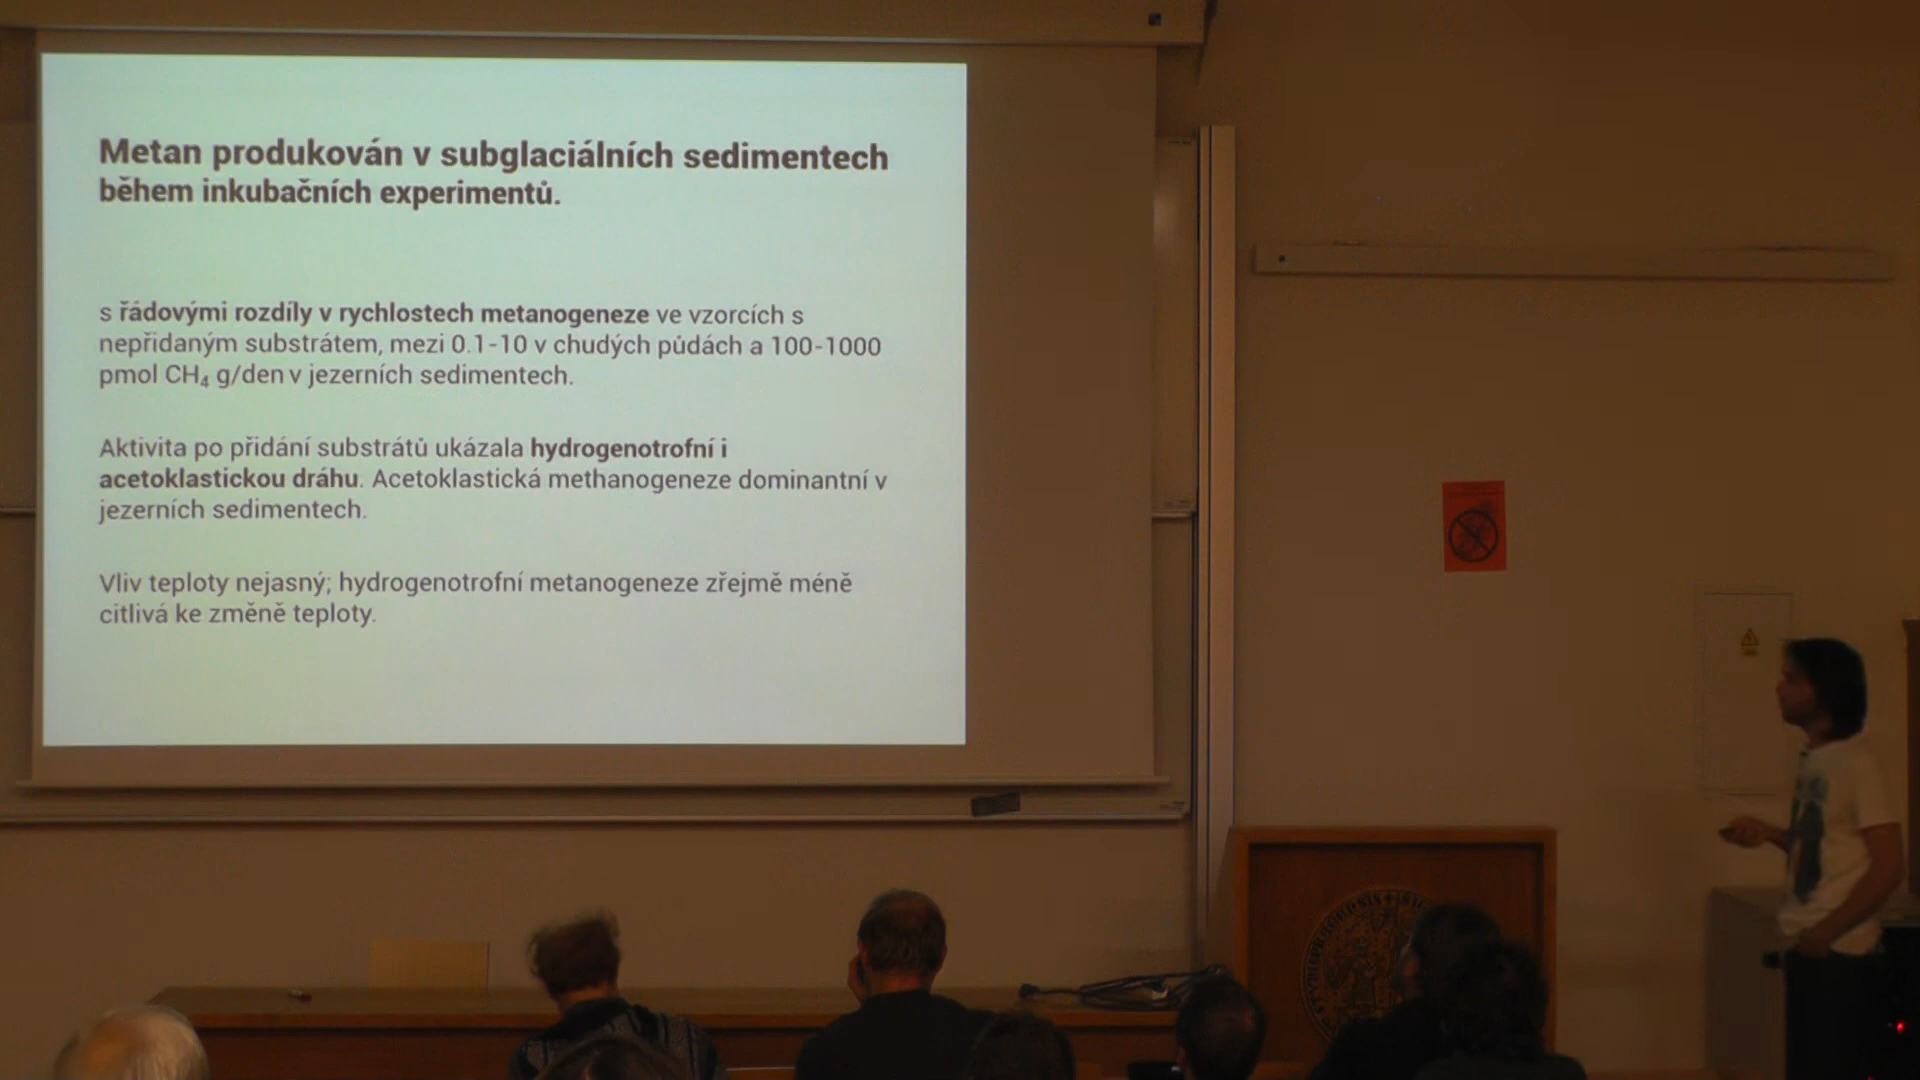 Metan produkován v subglaciálních sedimentech
během inkubačních experimentů.
s řádovými rozdíly v rychlostech metanogeneze ve vzorcích s
nepřidaným substrátem, mezi 0.1-10 v chudých půdách a 100-1000
pmol CH₄ g/den v jezerních sedimentech.
Aktivita po přidání substrátů ukázala hydrogenotrofní i
acetoklastickou dráhu. Acetoklastická methanogeneze dominantní v
jezerních sedimentech.
Vliv teploty nejasný; hydrogenotrofní metanogeneze zřejmě méně
citlivá ke změně teploty.